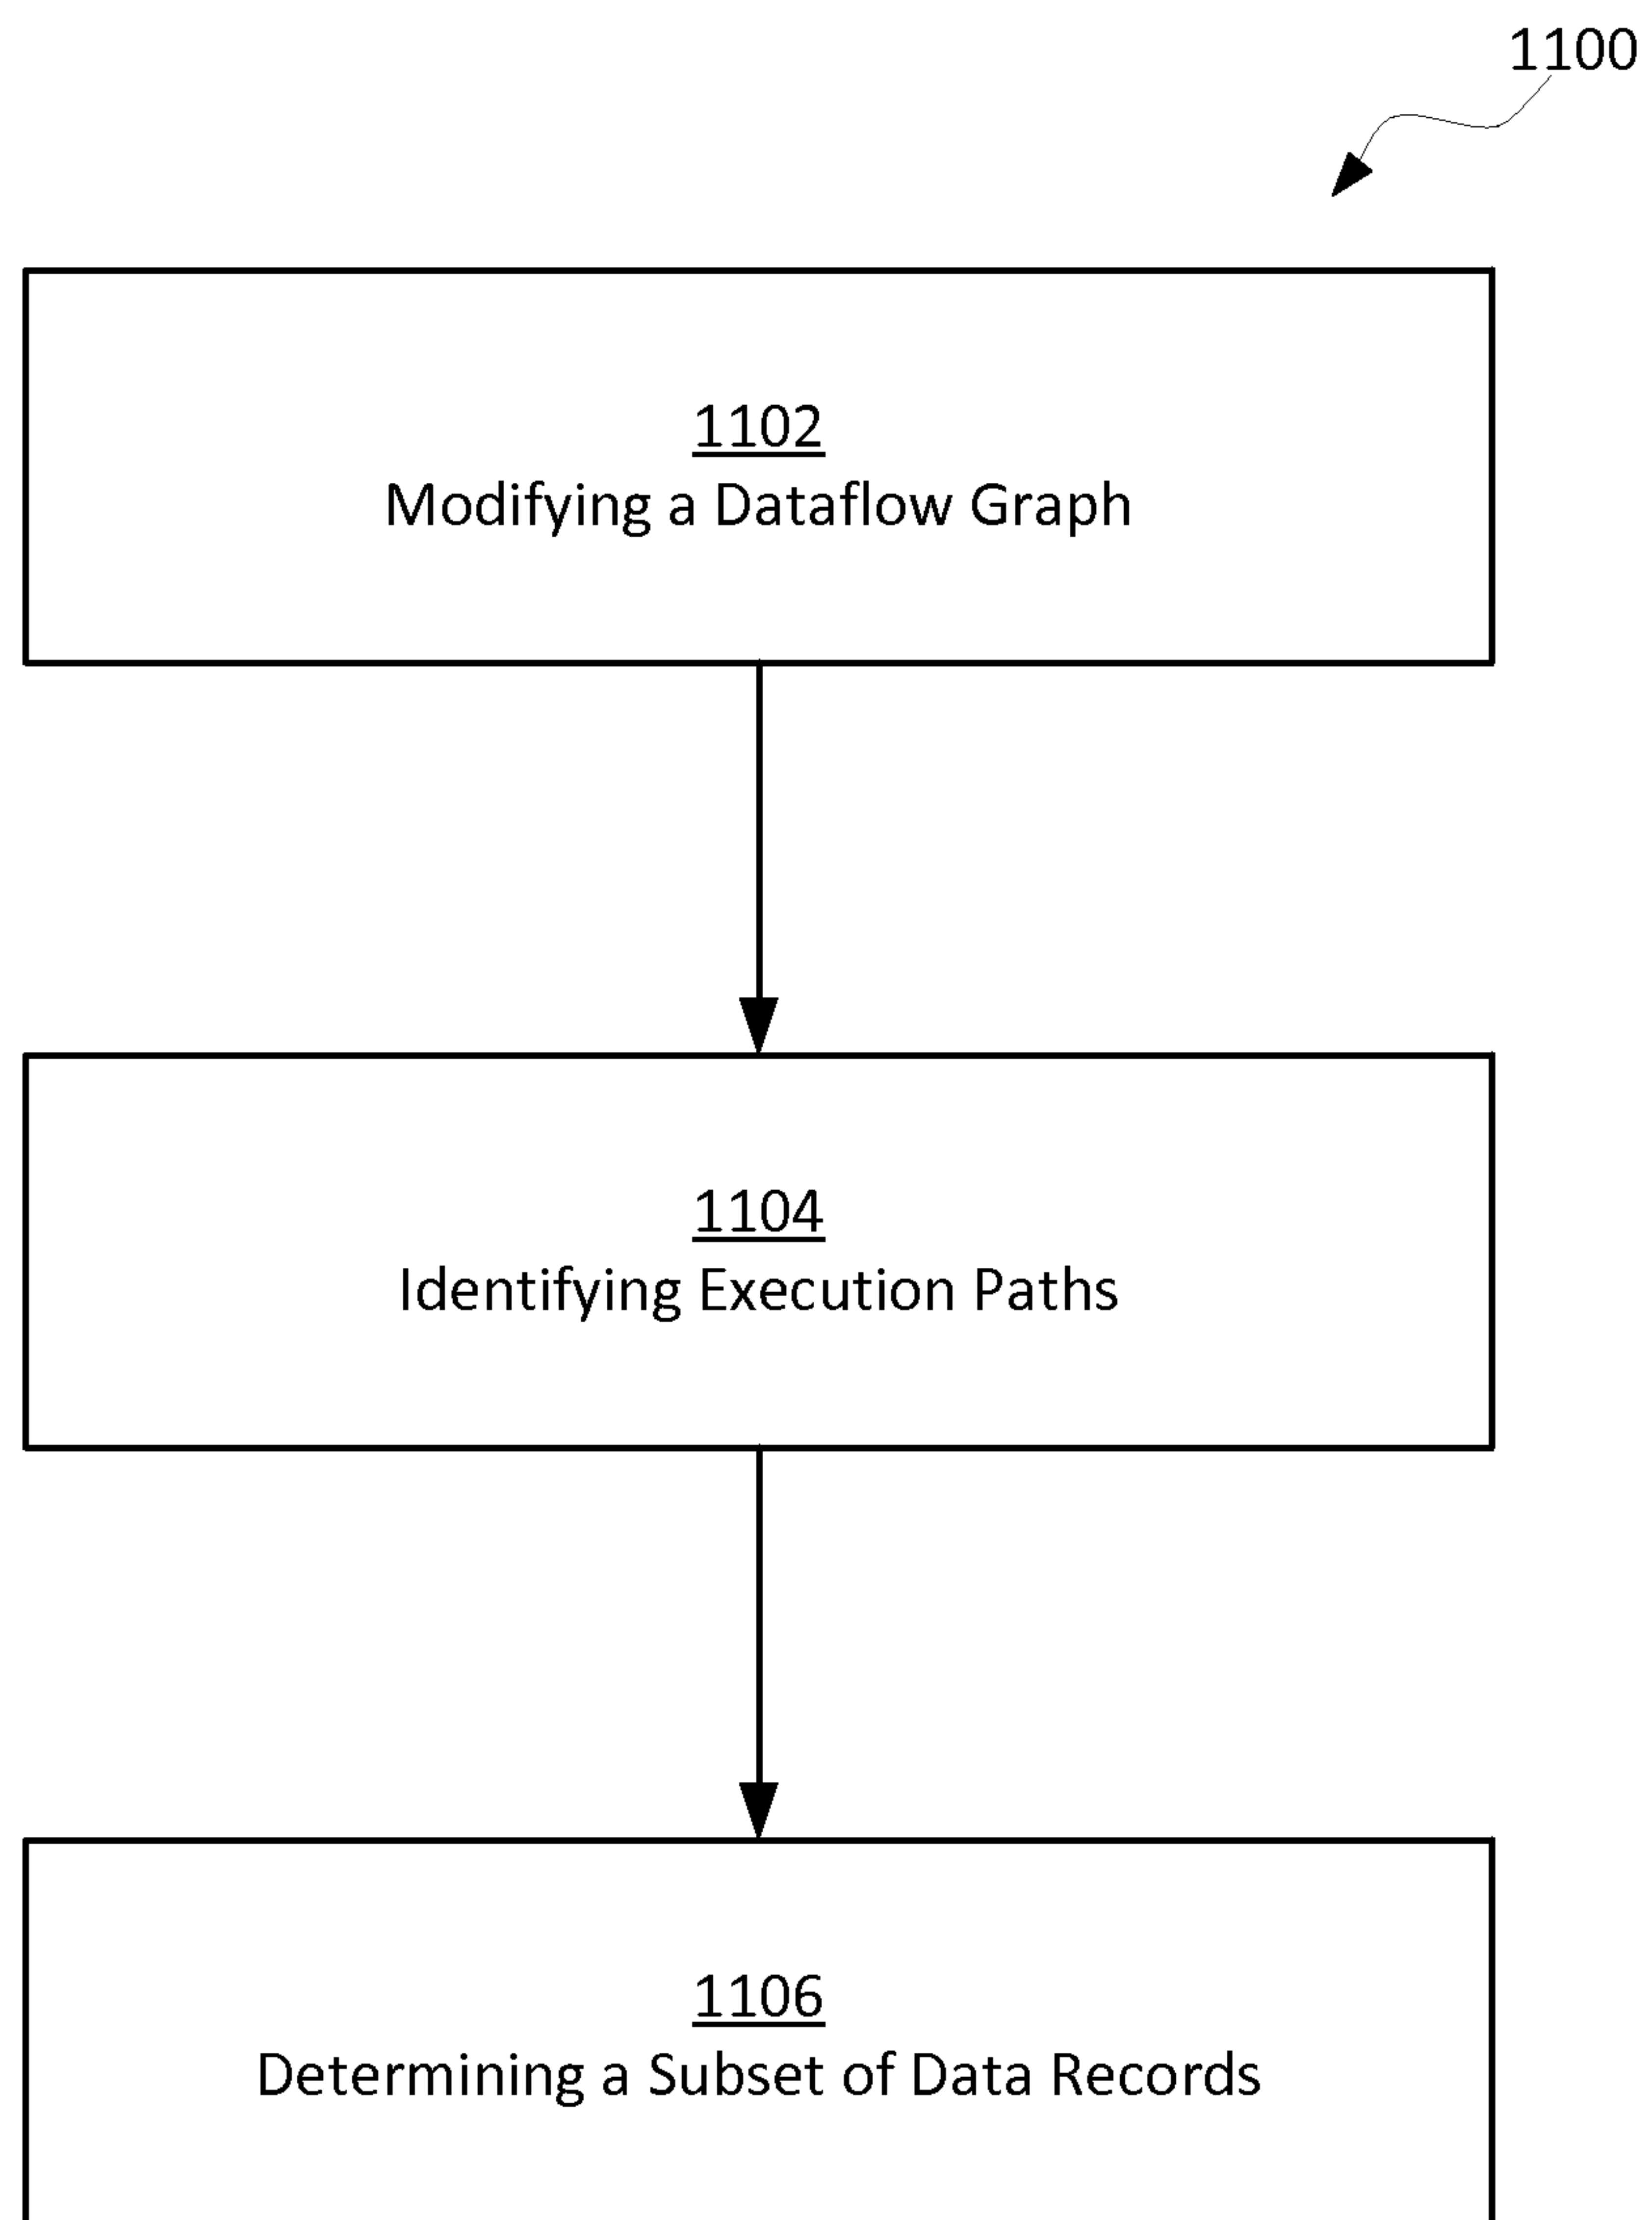 1100
1102
Modifying a Dataflow Graph
1104
Identifying Execution Paths
1106
Determining a Subset of Data Records